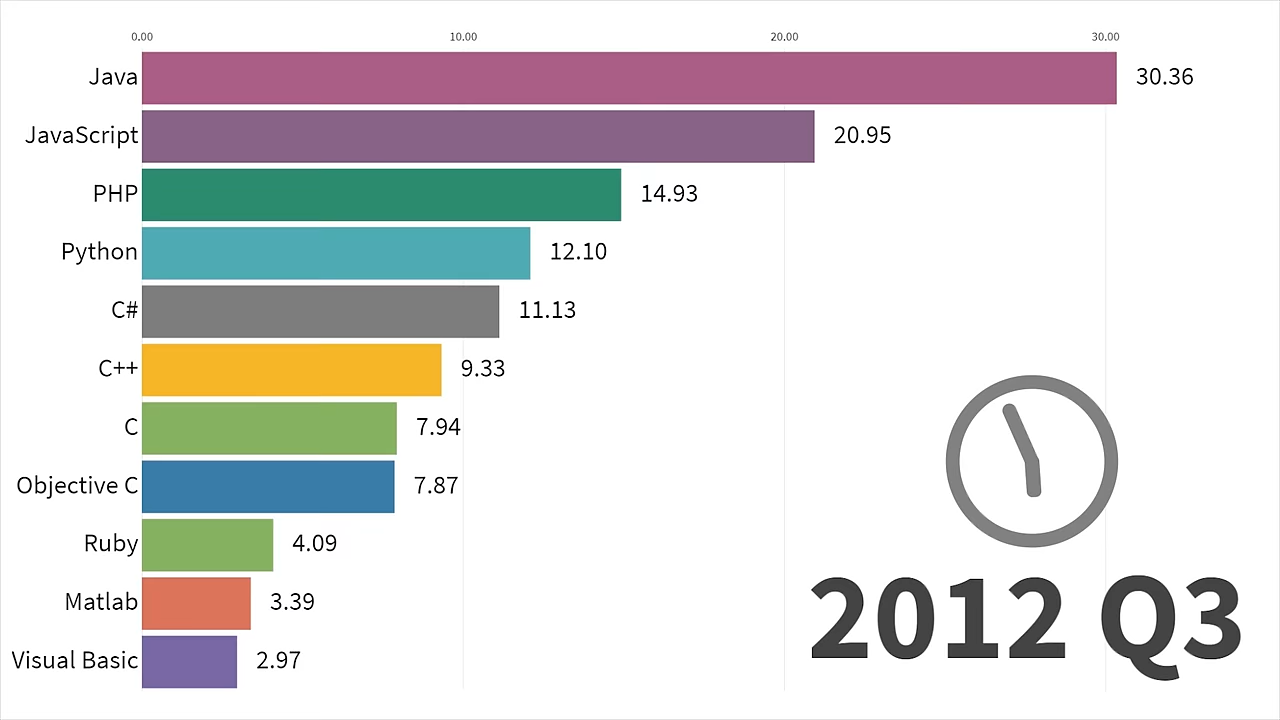 0.00 10.00 20.00 30.00
Java 30.36
JavaScript 20.95
PHP 14.93
Python 12.10
C# 11.13
C++ 9.33
C 7.94
Objective C 7.87
Ruby 4.09
Matlab 3.39
Visual Basic 2.97
2012 Q3